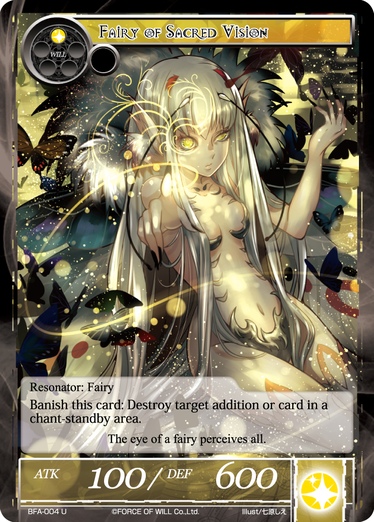 Fairy of Sacred Vision
WILL
Resonator: Fairy
Banish this card: Destroy target addition or card in a
chant-standby area.
The eye of a fairy perceives all.
ATK 100 / DEF 600
BFA-004 U ©FORCE OF WILL Co.,Ltd. Illust/七原しえ